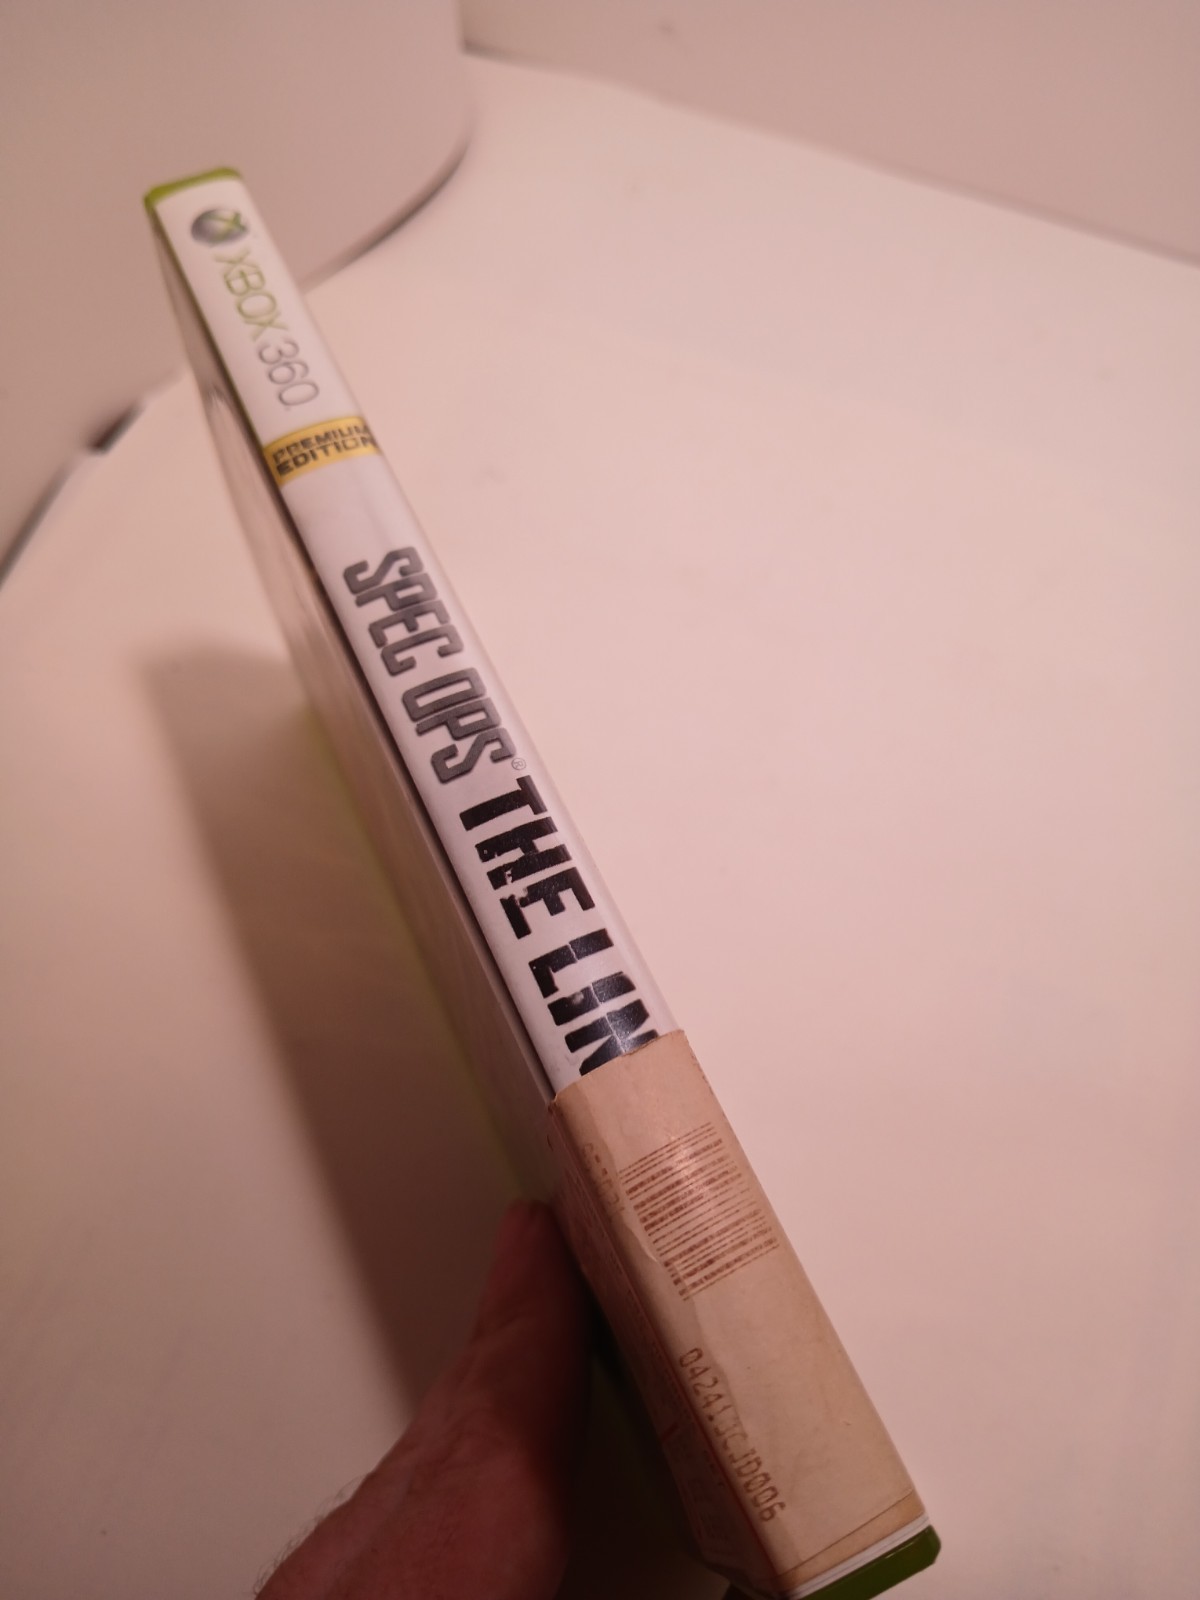 XBOX 360
PREMIUM
EDITION
SPEC OPS® THE LIN